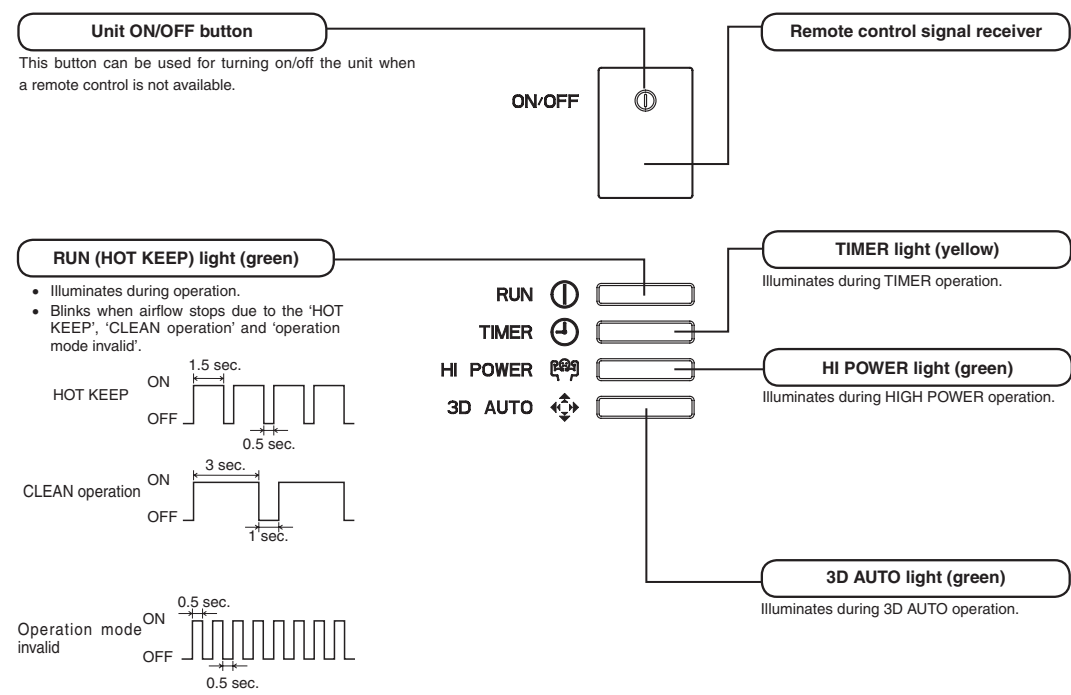 Unit ON/OFF button
This button can be used for turning on/off the unit when
a remote control is not available.
Remote control signal receiver
ON/OFF
RUN (HOT KEEP) light (green)
• Illuminates during operation.
• Blinks when airflow stops due to the ‘HOT
KEEP’, ‘CLEAN operation’ and ‘operation
mode invalid’.
HOT KEEP
ON
OFF
1.5 sec.
0.5 sec.
CLEAN operation
ON
OFF
3 sec.
1 sec.
Operation mode
invalid
ON
OFF
0.5 sec.
0.5 sec.
RUN
TIMER
HI POWER
3D AUTO
TIMER light (yellow)
Illuminates during TIMER operation.
HI POWER light (green)
Illuminates during HIGH POWER operation.
3D AUTO light (green)
Illuminates during 3D AUTO operation.